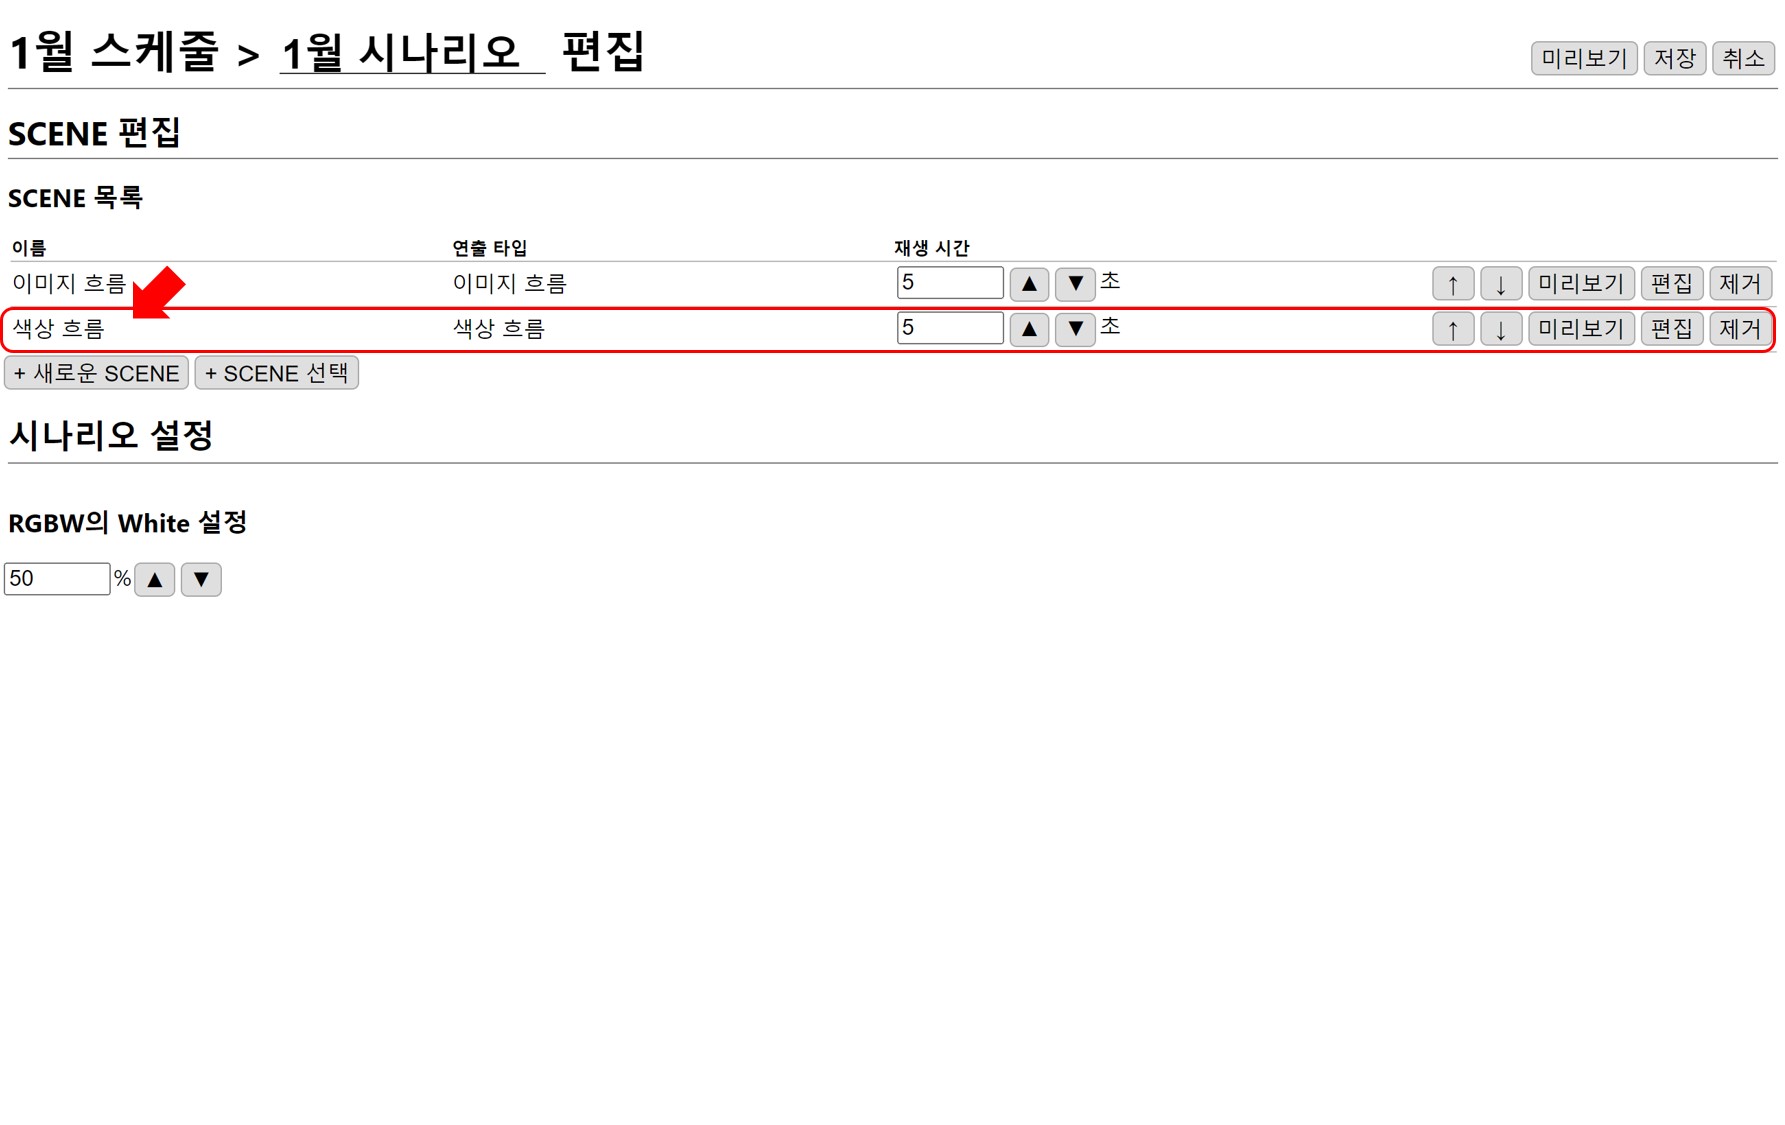 1월 스케줄 > 1월 시나리오 편집
미리보기 저장 취소
SCENE 편집
SCENE 목록
이름 연출 타입 재생 시간
이미지 흐름 이미지 흐름 5 ▲ ▼ 초 ↑ ↓ 미리보기 편집 제거
색상 흐름 색상 흐름 5 ▲ ▼ 초 ↑ ↓ 미리보기 편집 제거
+ 새로운 SCENE + SCENE 선택
시나리오 설정
RGBW의 White 설정
50 % ▲ ▼